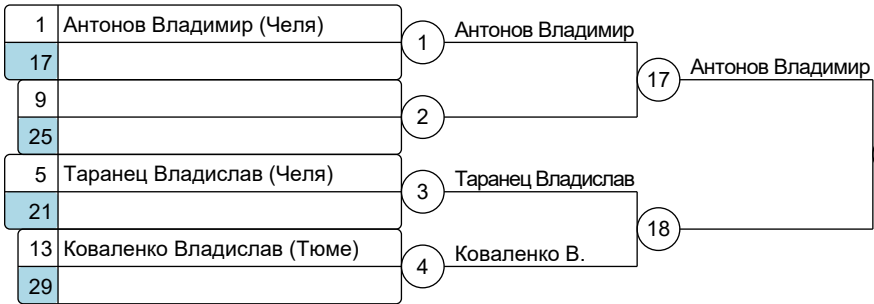 1 Антонов Владимир (Челя)
17
1
Антонов Владимир
9
25
2
17
Антонов Владимир
5 Таранец Владислав (Челя)
21
3
Таранец Владислав
13 Коваленко Владислав (Тюме)
29
4
Коваленко В.
18